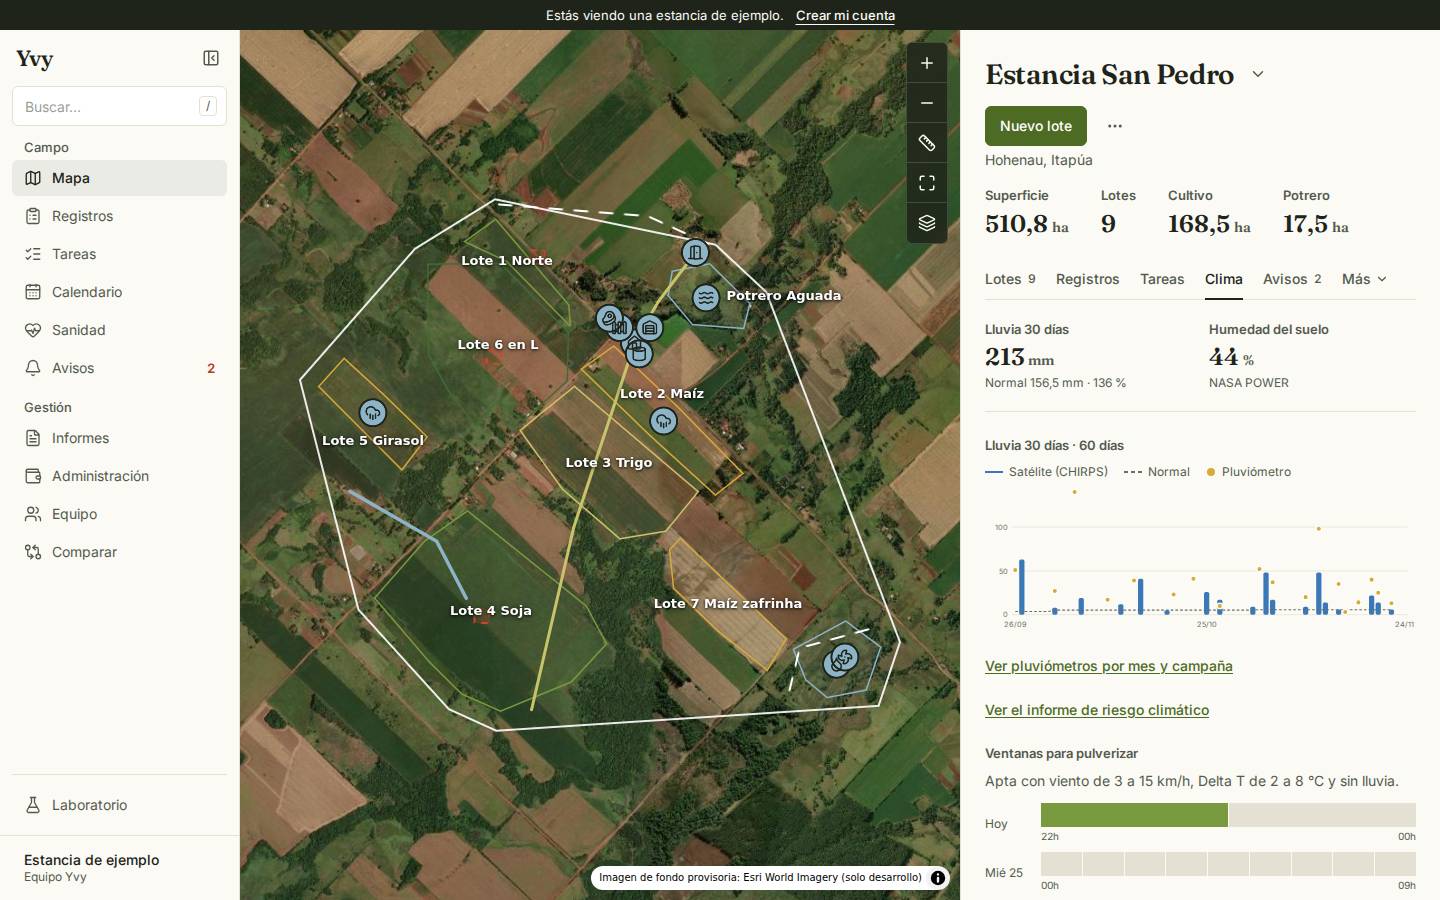 Estás viendo una estancia de ejemplo. Crear mi cuenta
Yvy
Buscar... /
Campo
Mapa
Registros
Tareas
Calendario
Sanidad
Avisos 2
Gestión
Informes
Administración
Equipo
Comparar
Laboratorio
Estancia de ejemplo
Equipo Yvy
Lote 1 Norte
Potrero Aguada
Lote 6 en L
Lote 2 Maíz
Lote 5 Girasol
Lote 3 Trigo
Lote 4 Soja
Lote 7 Maíz zafrinha
Imagen de fondo provisoria: Esri World Imagery (solo desarrollo)
Estancia San Pedro
Nuevo lote
Hohenau, Itapúa
Superficie Lotes Cultivo Potrero
510,8 ha 9 168,5 ha 17,5 ha
Lotes 9 Registros Tareas Clima Avisos 2 Más
Lluvia 30 días Humedad del suelo
213 mm 44 %
Normal 156,5 mm · 136 % NASA POWER
Lluvia 30 días · 60 días
Satélite (CHIRPS) Normal Pluviómetro
100
50
0
26/09 25/10 24/11
Ver pluviómetros por mes y campaña
Ver el informe de riesgo climático
Ventanas para pulverizar
Apta con viento de 3 a 15 km/h, Delta T de 2 a 8 °C y sin lluvia.
Hoy
22h 00h
Mié 25
00h 09h